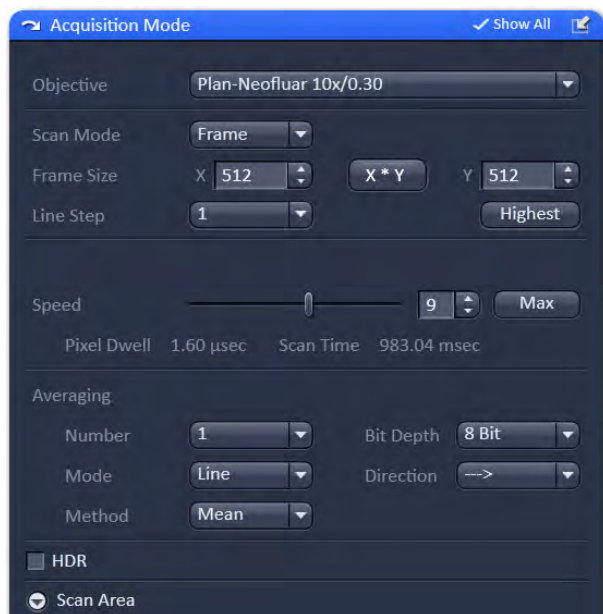 Acquisition Mode Show All
Objective Plan-Neofluar 10x/0.30
Scan Mode Frame
Frame Size X 512 X * Y Y 512
Line Step 1 Highest
Speed 9 Max
Pixel Dwell 1.60 µsec Scan Time 983.04 msec
Averaging
Number 1 Bit Depth 8 Bit
Mode Line Direction --->
Method Mean
HDR
Scan Area